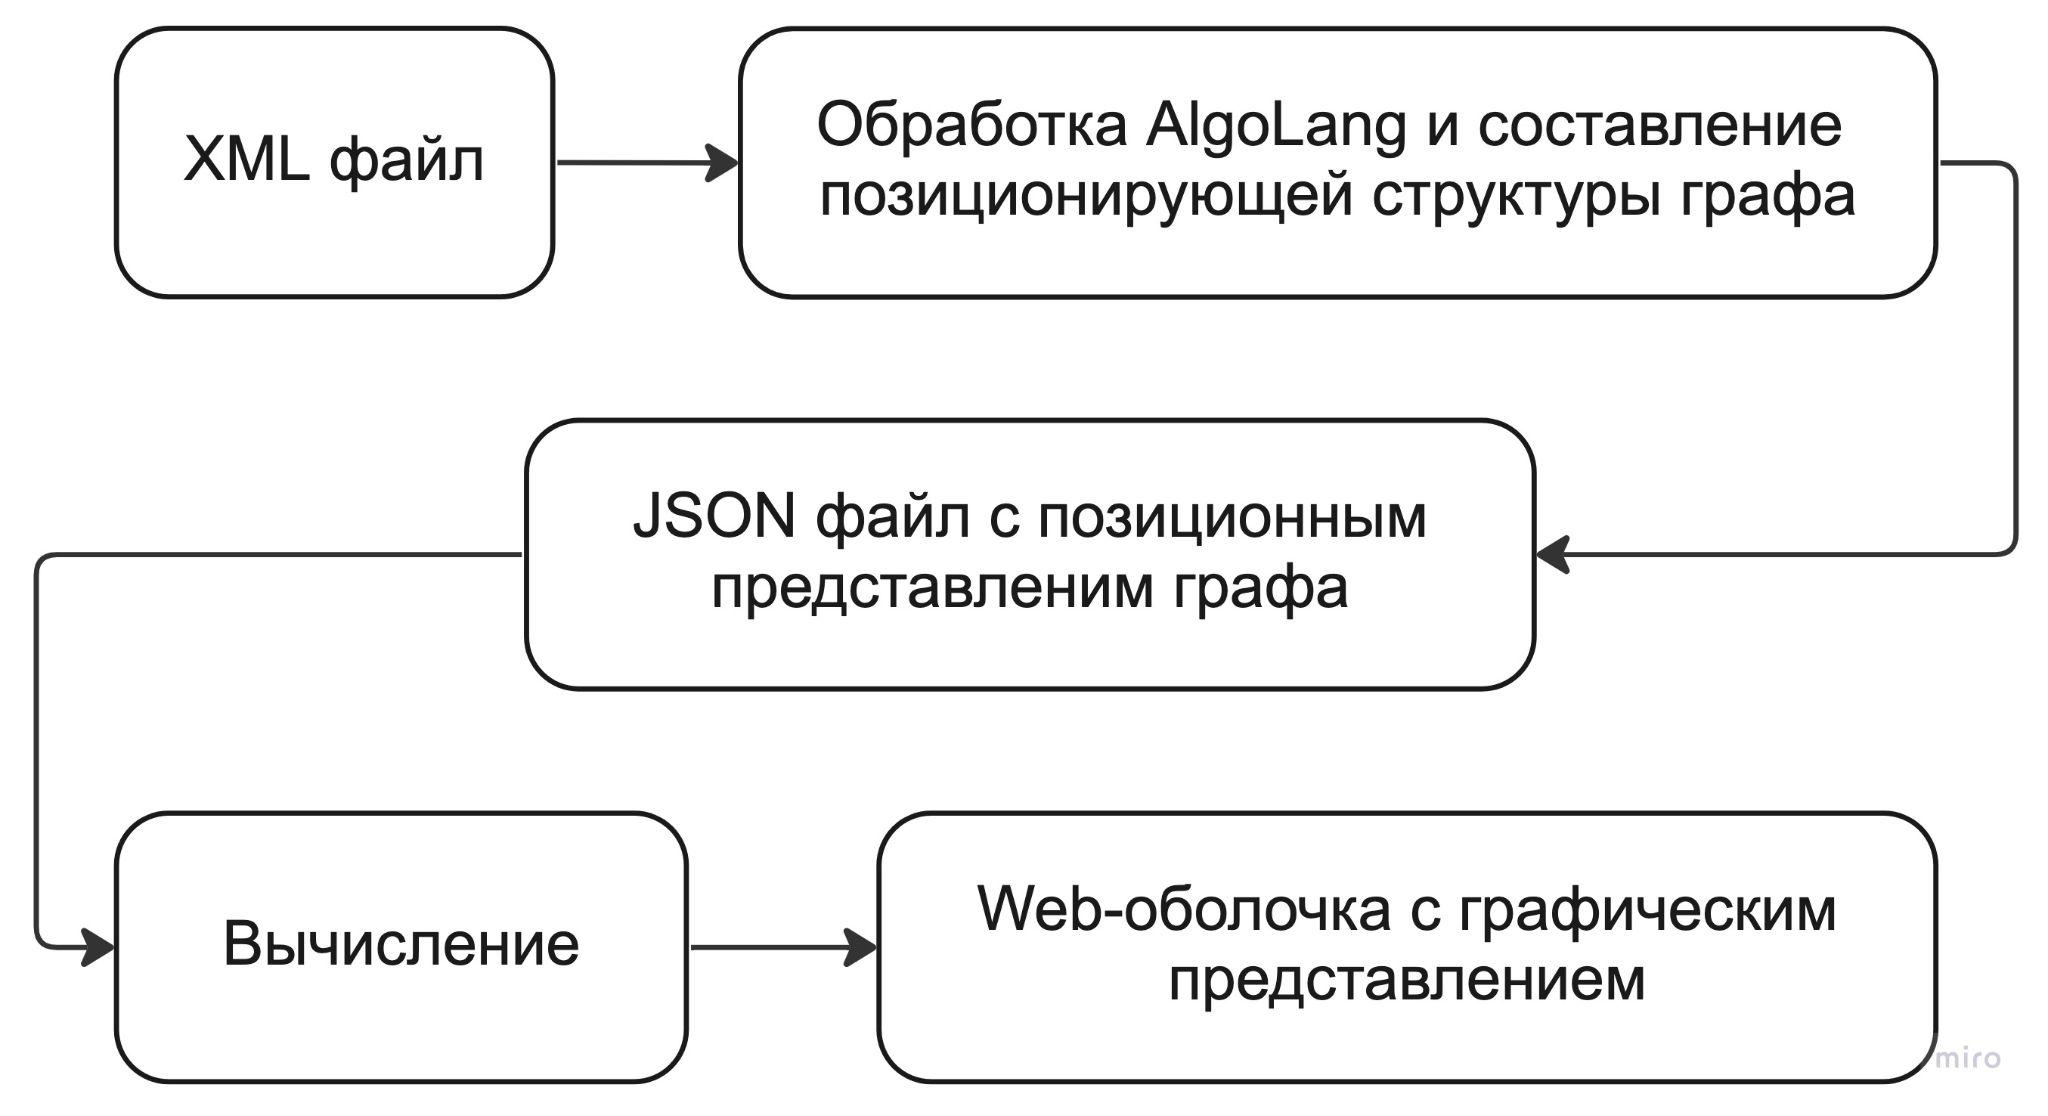 XML файл
Обработка AlgoLang и составление
позиционирующей структуры графа
JSON файл с позиционным
представленим графа
Вычисление
Web-оболочка с графическим
представлением
miro